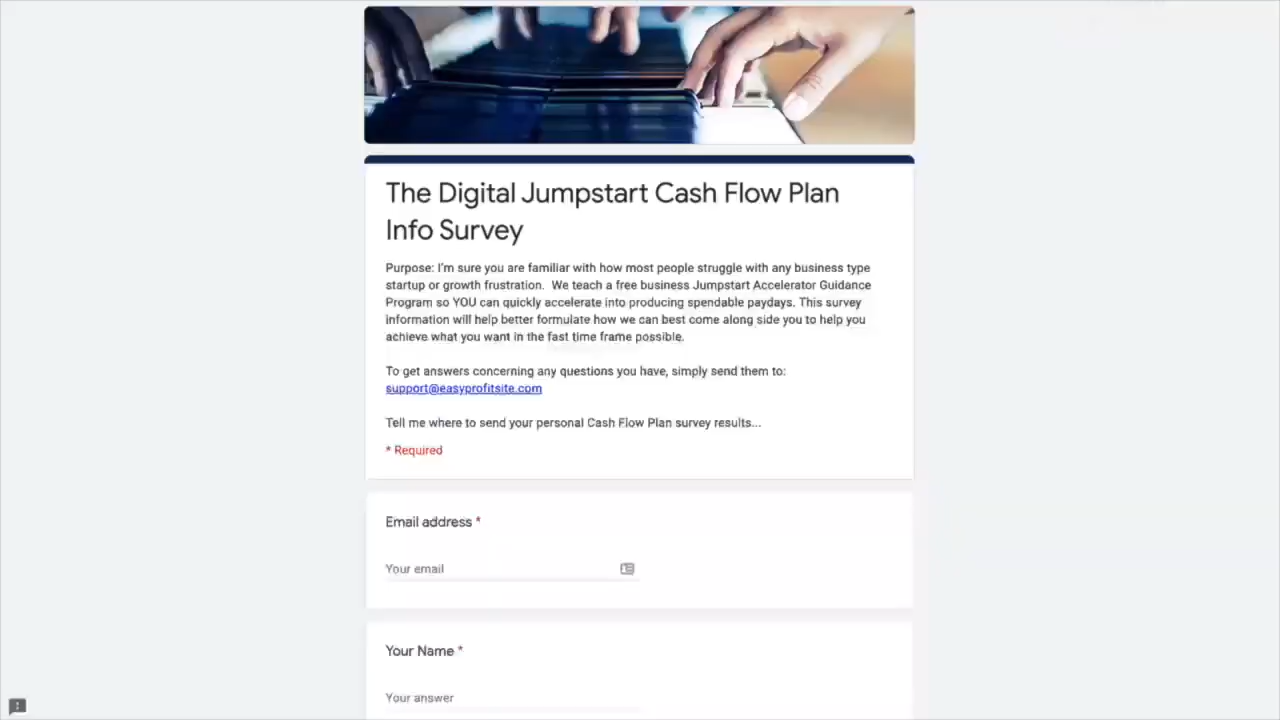 The Digital Jumpstart Cash Flow Plan
Info Survey
Purpose: I'm sure you are familiar with how most people struggle with any business type
startup or growth frustration.  We teach a free business Jumpstart Accelerator Guidance
Program so YOU can quickly accelerate into producing spendable paydays. This survey
information will help better formulate how we can best come along side you to help you
achieve what you want in the fast time frame possible.
To get answers concerning any questions you have, simply send them to:
support@easyprofitsite.com
Tell me where to send your personal Cash Flow Plan survey results...
* Required
Email address *
Your email
Your Name *
Your answer